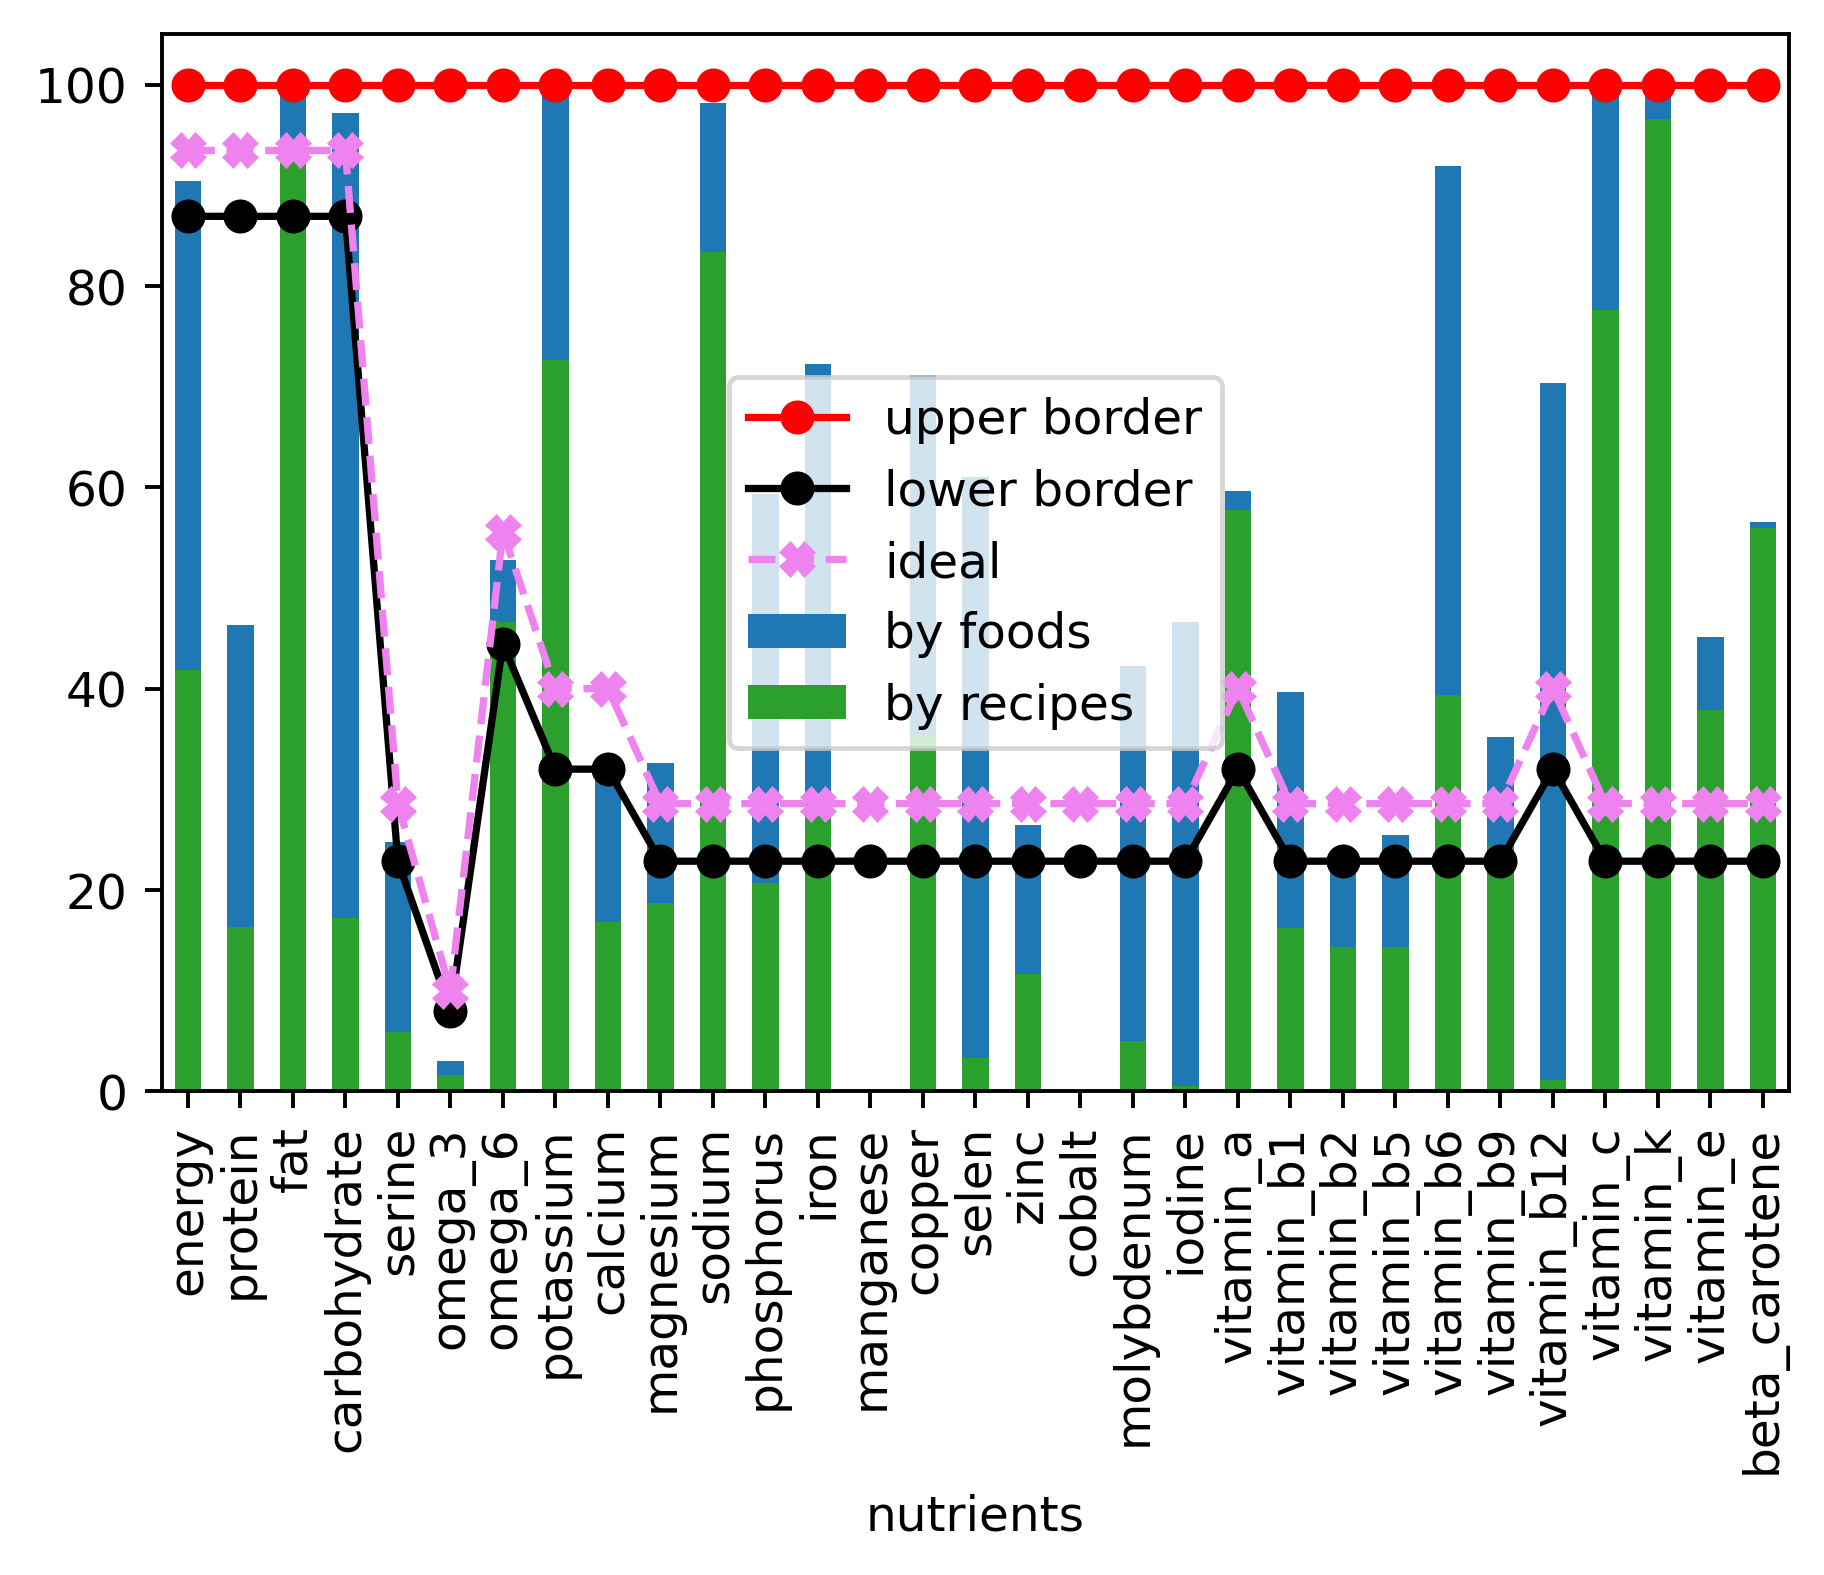 100
80
60
40
20
0
upper border
lower border
ideal
by foods
by recipes
energy
protein
fat
carbohydrate
serine
omega_3
omega_6
potassium
calcium
magnesium
sodium
phosphorus
iron
manganese
copper
selen
zinc
cobalt
molybdenum
iodine
vitamin_a
vitamin_b1
vitamin_b2
vitamin_b5
vitamin_b6
vitamin_b9
vitamin_b12
vitamin_c
vitamin_k
vitamin_e
beta_carotene
nutrients